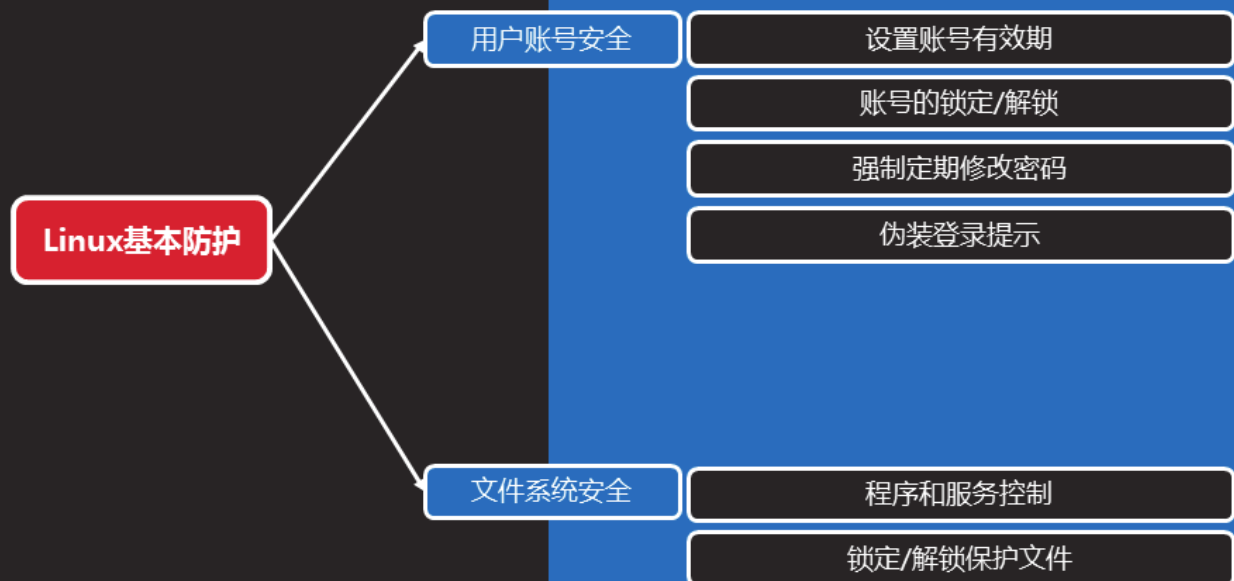 Linux基本防护
用户账号安全
设置账号有效期
账号的锁定/解锁
强制定期修改密码
伪装登录提示
文件系统安全
程序和服务控制
锁定/解锁保护文件